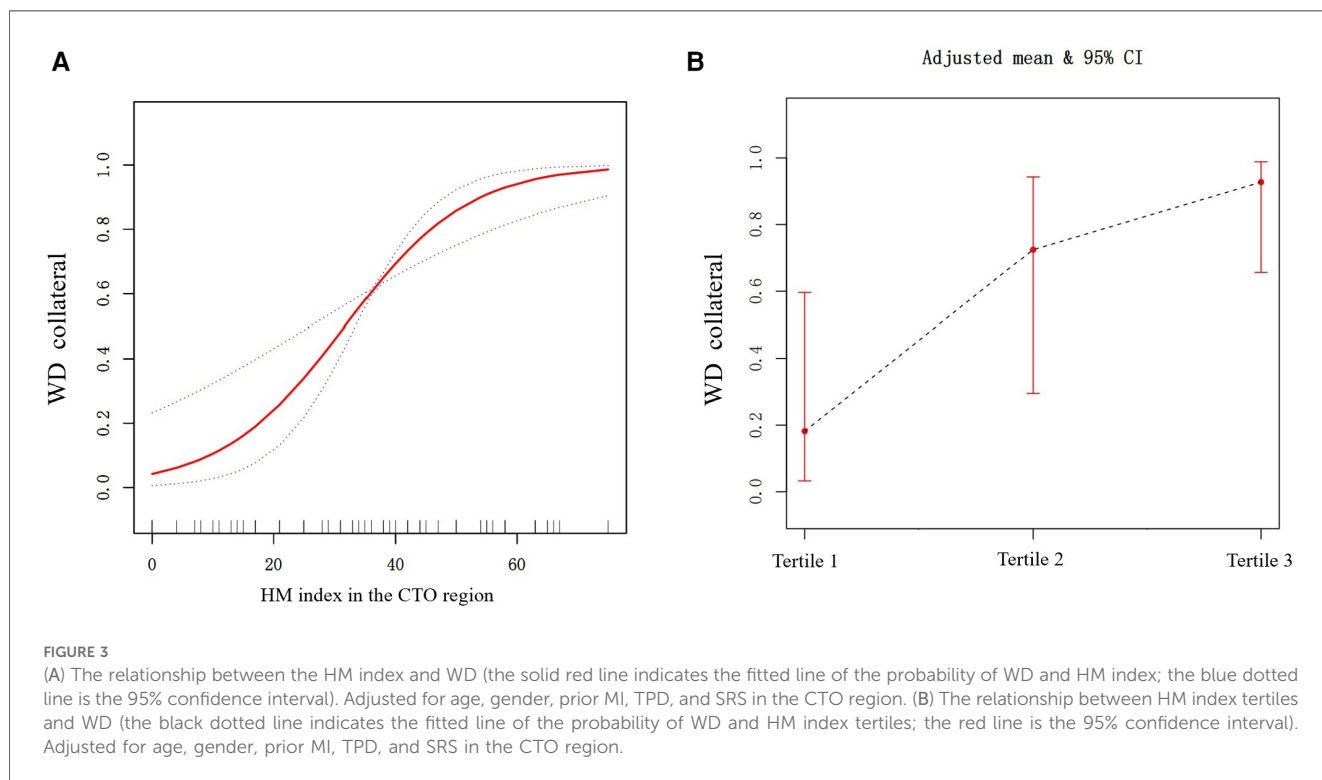 A
B
Adjusted mean & 95% CI
WD collateral
0.0 0.2 0.4 0.6 0.8 1.0
0 20 40 60
HM index in the CTO region
WD collateral
0.0 0.2 0.4 0.6 0.8 1.0
Tertile 1 Tertile 2 Tertile 3
FIGURE 3
(A) The relationship between the HM index and WD (the solid red line indicates the fitted line of the probability of WD and HM index; the blue dotted
line is the 95% confidence interval). Adjusted for age, gender, prior MI, TPD, and SRS in the CTO region. (B) The relationship between HM index tertiles
and WD (the black dotted line indicates the fitted line of the probability of WD and HM index tertiles; the red line is the 95% confidence interval).
Adjusted for age, gender, prior MI, TPD, and SRS in the CTO region.